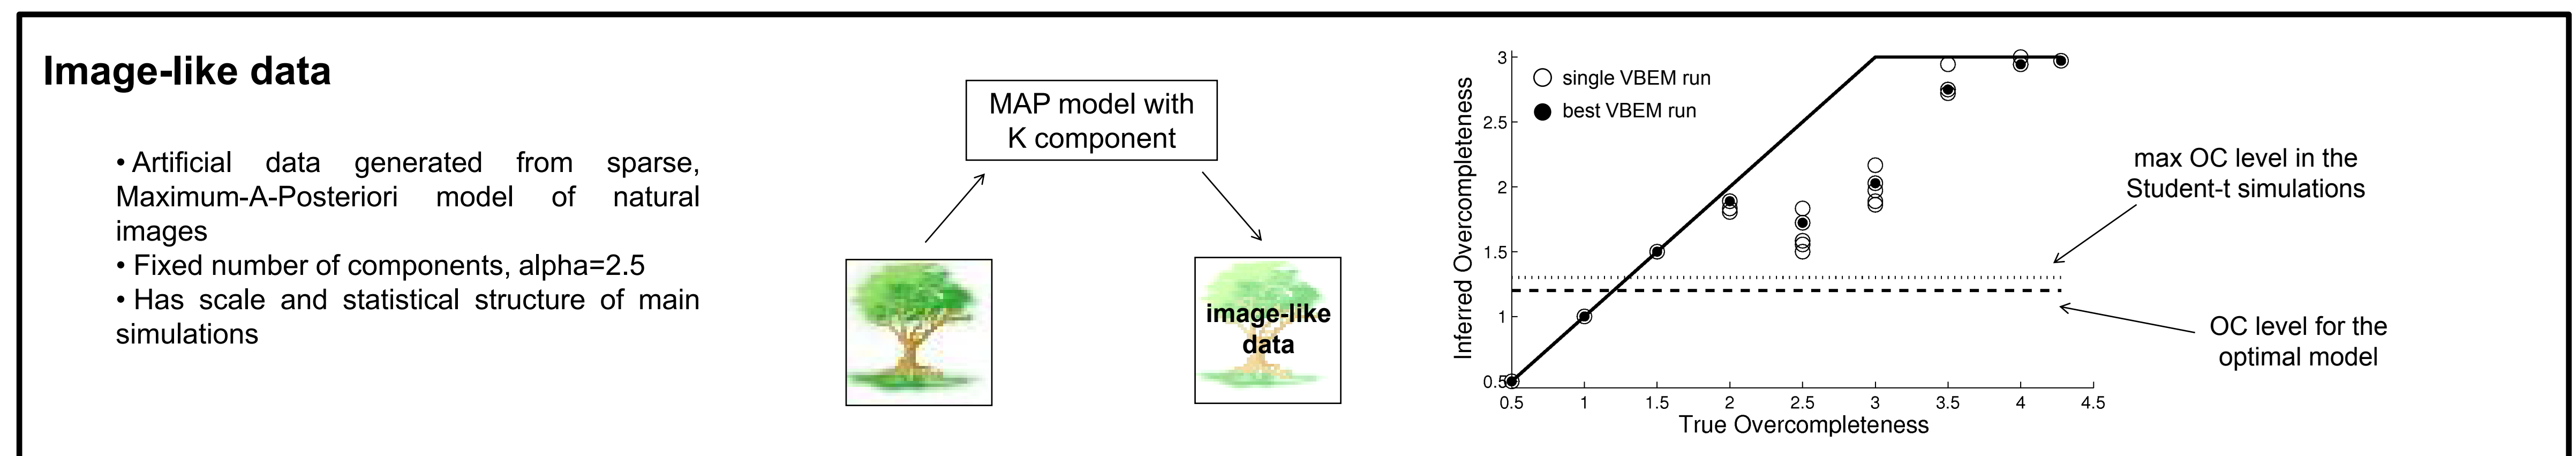 Image-like data
• Artificial data generated from sparse,
Maximum-A-Posteriori model of natural
images
• Fixed number of components, alpha=2.5
• Has scale and statistical structure of main
simulations
MAP model with
K component
image-like
data
Inferred Overcompleteness
3
2.5
2
1.5
1
0.5
single VBEM run
best VBEM run
0.5 1 1.5 2 2.5 3 3.5 4 4.5
True Overcompleteness
max OC level in the
Student-t simulations
OC level for the
optimal model